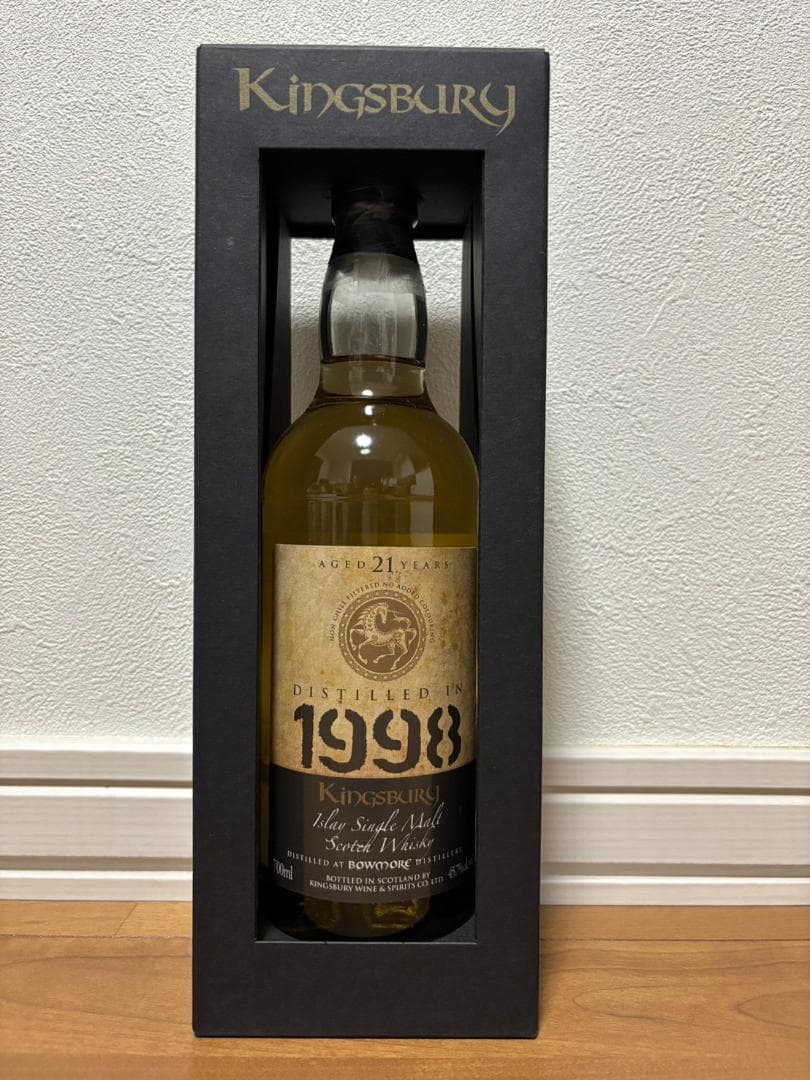 Kingsbury
AGED 21 YEARS
NON CHILL FILTERED NO ADDED COLOURING
DISTILLED IN
1998
Kingsbury
Islay Single Malt
Scotch Whisky
DISTILLED AT BOWMORE DISTILLERY
700ml
BOTTLED IN SCOTLAND BY
KINGSBURY WINE & SPIRITS CO. LTD.